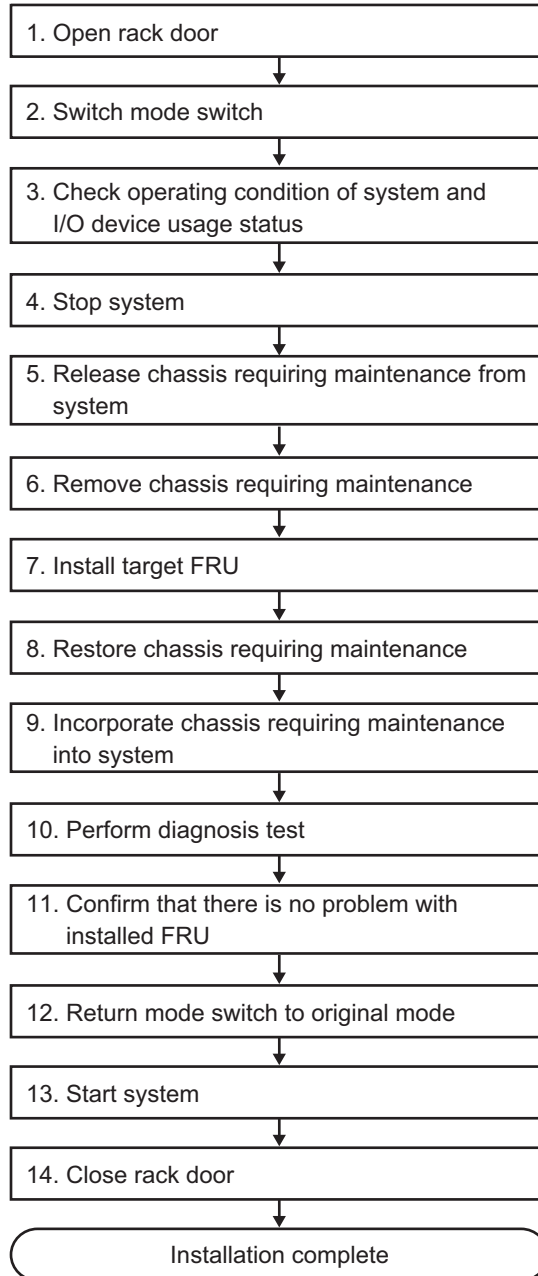 1. Open rack door
2. Switch mode switch
3. Check operating condition of system and
I/O device usage status
4. Stop system
5. Release chassis requiring maintenance from
system
6. Remove chassis requiring maintenance
7. Install target FRU
8. Restore chassis requiring maintenance
9. Incorporate chassis requiring maintenance
into system
10. Perform diagnosis test
11. Confirm that there is no problem with
installed FRU
12. Return mode switch to original mode
13. Start system
14. Close rack door
Installation complete